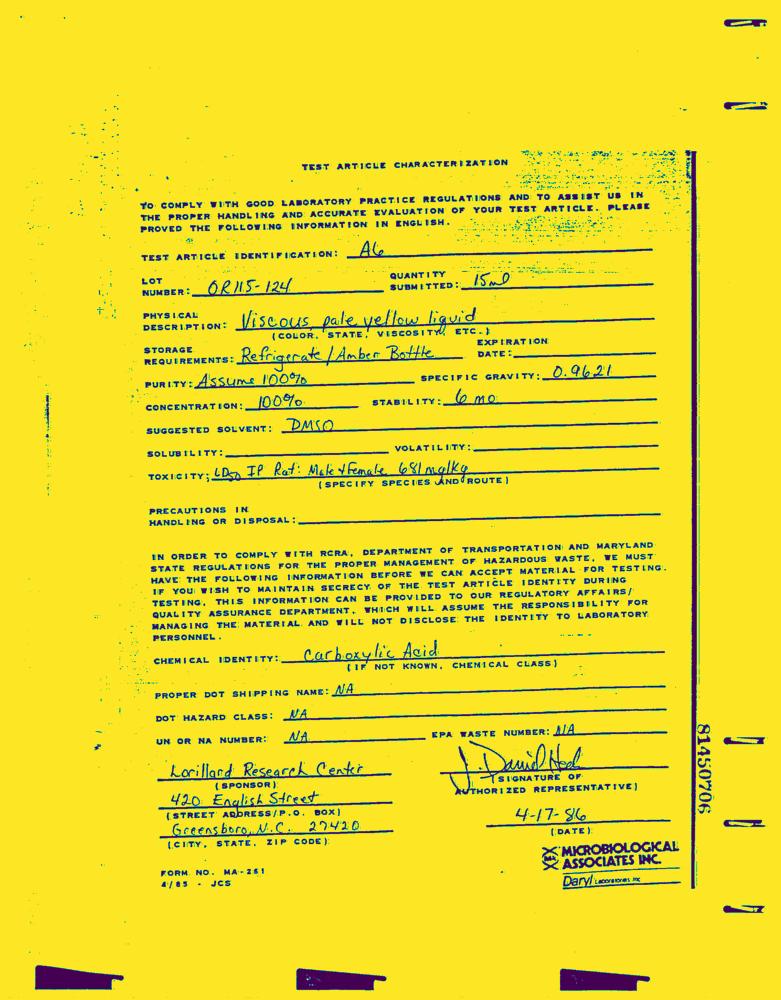 TEST ARTICLE CHARACTERIZATION
TO COMPLY WITH GOOD LABORATORY PRACTICE REGULATIONS AND TO ASSIST US IN
THE PROPER HANDLING AND ACCURATE EVALUATION OF YOUR TEST ARTICLE. PLEASE
PROVED THE FOLLOWING INFORMATION IN ENGLISH.
TEST ARTICLE IDENTIFICATION: A6
LOT NUMBER: OR115-124 QUANTITY SUBMITTED: 15ml
PHYSICAL DESCRIPTION: Viscous, pale yellow liquid
(COLOR, STATE, VISCOSITY, ETC.)
STORAGE REQUIREMENTS: Refrigerate/Amber Bottle EXPIRATION DATE:
PURITY: Assume 100% SPECIFIC GRAVITY: 0.9621
CONCENTRATION: 100% STABILITY: 6 mo.
SUGGESTED SOLVENT: DMSO
SOLUBILITY: VOLATILITY:
TOXICITY: LD50 IP Rat: Male & Female 681 mg/kg
(SPECIFY SPECIES AND ROUTE)
PRECAUTIONS IN
HANDLING OR DISPOSAL:
IN ORDER TO COMPLY WITH RCRA, DEPARTMENT OF TRANSPORTATION AND MARYLAND
STATE REGULATIONS FOR THE PROPER MANAGEMENT OF HAZARDOUS WASTE, WE MUST
HAVE THE FOLLOWING INFORMATION BEFORE WE CAN ACCEPT MATERIAL FOR TESTING.
IF YOU WISH TO MAINTAIN SECRECY OF THE TEST ARTICLE IDENTITY DURING
TESTING, THIS INFORMATION CAN BE PROVIDED TO OUR REGULATORY AFFAIRS/
QUALITY ASSURANCE DEPARTMENT, WHICH WILL ASSUME THE RESPONSIBILITY FOR
MANAGING THE MATERIAL AND WILL NOT DISCLOSE THE IDENTITY TO LABORATORY
PERSONNEL.
CHEMICAL IDENTITY: Carboxylic Acid
(IF NOT KNOWN, CHEMICAL CLASS)
PROPER DOT SHIPPING NAME: NA
DOT HAZARD CLASS: NA
UN OR NA NUMBER: NA EPA WASTE NUMBER: NA
Lorillard Research Center
(SPONSOR)
420 English Street
(STREET ADDRESS/P.O. BOX)
Greensboro, N.C. 27420
(CITY, STATE, ZIP CODE)
J. Daniel
(SIGNATURE OF
AUTHORIZED REPRESENTATIVE)
4-17-86
(DATE)
MICROBIOLOGICAL
ASSOCIATES INC.
Daryl Laboratories Inc
FORM NO. MA-261
4/85 - JCS
81450706